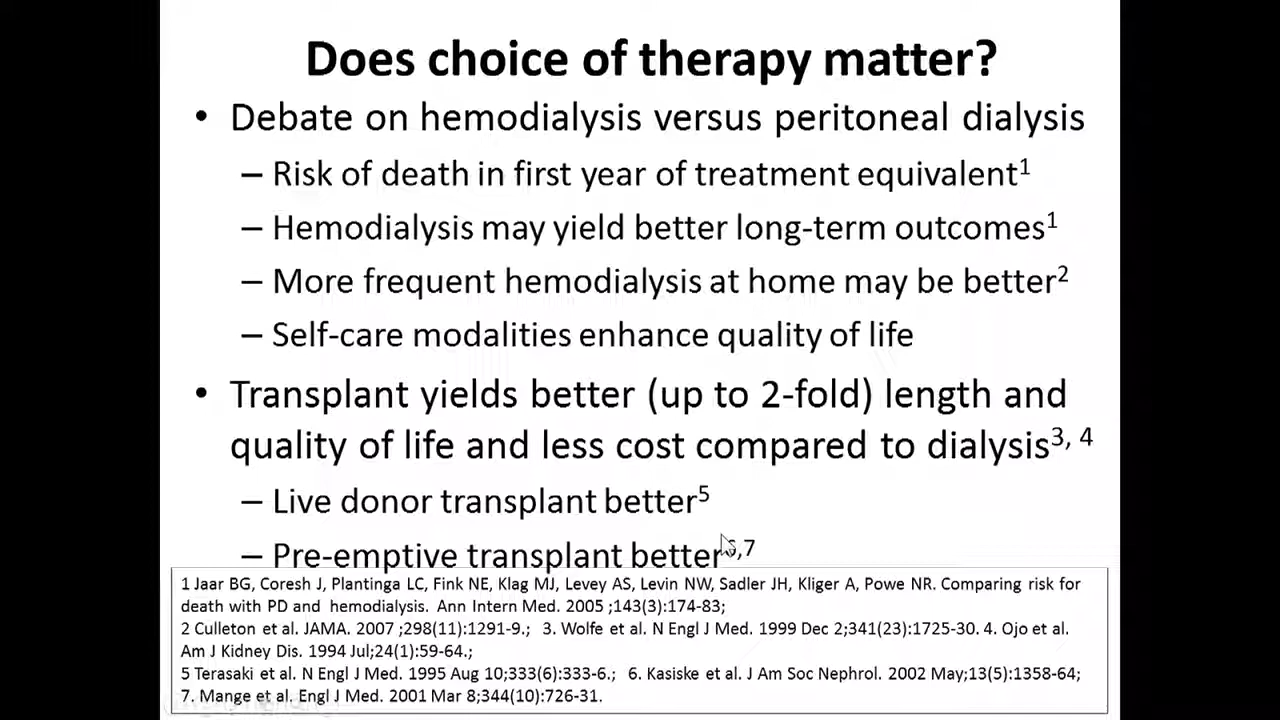 Does choice of therapy matter?
• Debate on hemodialysis versus peritoneal dialysis
– Risk of death in first year of treatment equivalent1
– Hemodialysis may yield better long-term outcomes1
– More frequent hemodialysis at home may be better2
– Self-care modalities enhance quality of life
• Transplant yields better (up to 2-fold) length and
quality of life and less cost compared to dialysis3, 4
– Live donor transplant better5
– Pre-emptive transplant better6,7
1 Jaar BG, Coresh J, Plantinga LC, Fink NE, Klag MJ, Levey AS, Levin NW, Sadler JH, Kliger A, Powe NR. Comparing risk for
death with PD and hemodialysis. Ann Intern Med. 2005 ;143(3):174-83;
2 Culleton et al. JAMA. 2007 ;298(11):1291-9.; 3. Wolfe et al. N Engl J Med. 1999 Dec 2;341(23):1725-30. 4. Ojo et al.
Am J Kidney Dis. 1994 Jul;24(1):59-64.;
5 Terasaki et al. N Engl J Med. 1995 Aug 10;333(6):333-6.; 6. Kasiske et al. J Am Soc Nephrol. 2002 May;13(5):1358-64;
7. Mange et al. Engl J Med. 2001 Mar 8;344(10):726-31.